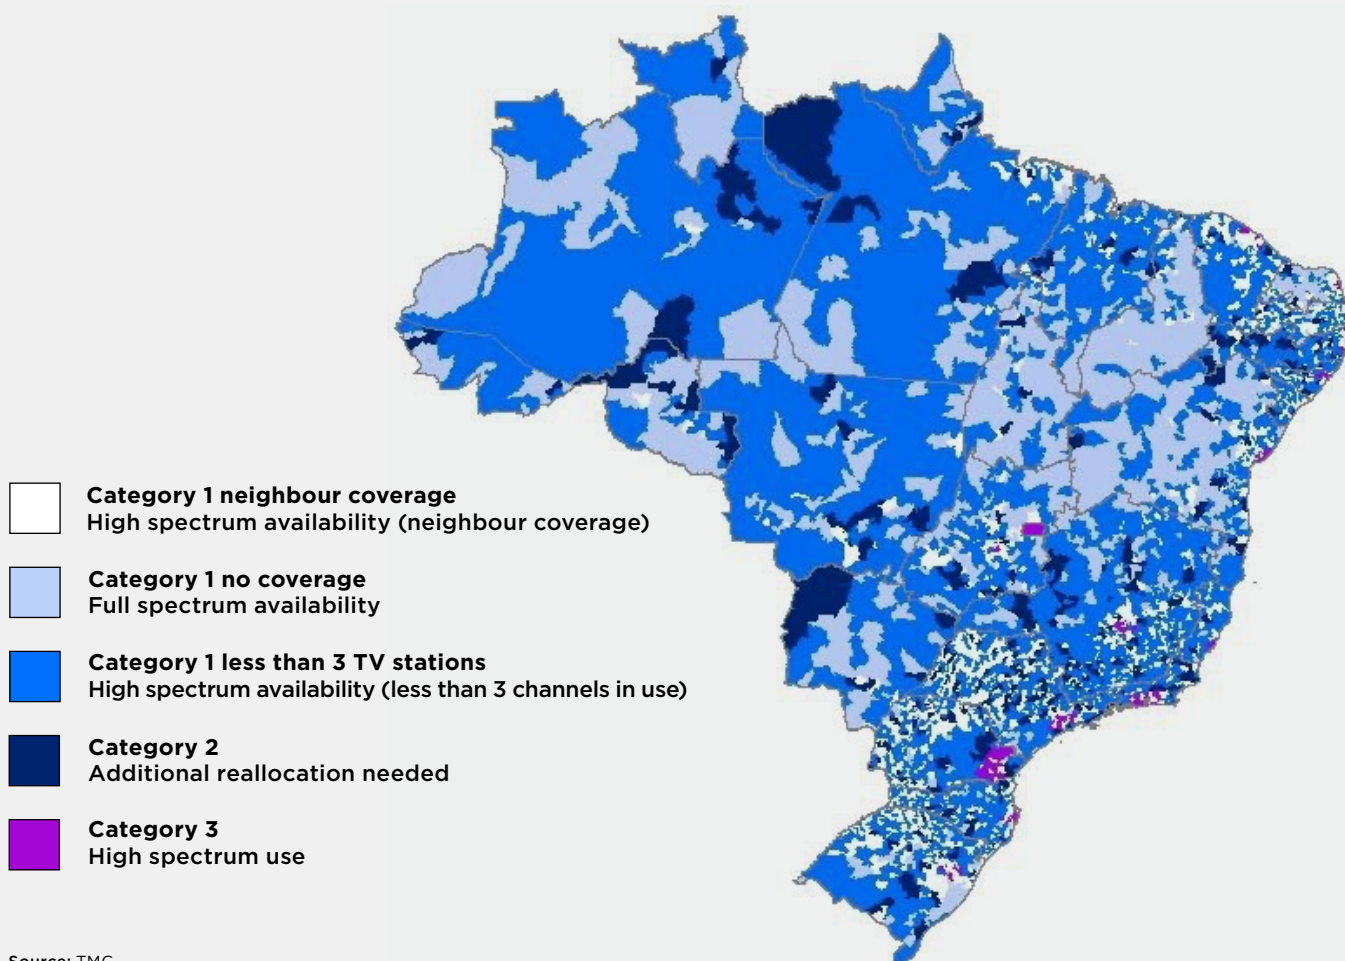 Category 1 neighbour coverage
High spectrum availability (neighbour coverage)
Category 1 no coverage
Full spectrum availability
Category 1 less than 3 TV stations
High spectrum availability (less than 3 channels in use)
Category 2
Additional reallocation needed
Category 3
High spectrum use
Source: TMG